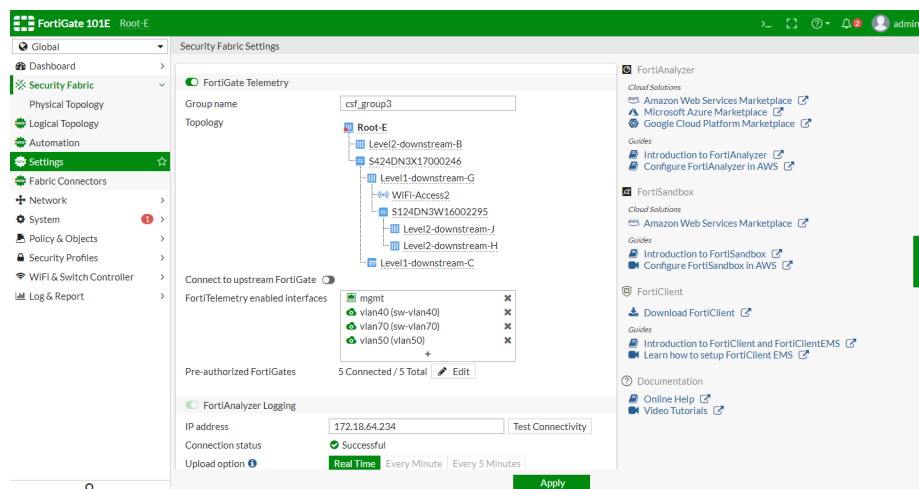 FortiGate 101E Root-E
>_ 2 admin
Global
Dashboard
Security Fabric
Physical Topology
Logical Topology
Automation
Settings
Fabric Connectors
Network
System 1
Policy & Objects
Security Profiles
WiFi & Switch Controller
Log & Report
Security Fabric Settings
FortiGate Telemetry
Group name csf_group3
Topology
Root-E
Level2-downstream-B
S424DN3X17000246
Level1-downstream-G
WiFi-Access2
S124DN3W16002295
Level2-downstream-J
Level2-downstream-H
Level1-downstream-C
Connect to upstream FortiGate
FortiTelemetry enabled interfaces
mgmt
vlan40 (sw-vlan40)
vlan70 (sw-vlan70)
vlan50 (vlan50)
+
Pre-authorized FortiGates 5 Connected / 5 Total Edit
FortiAnalyzer Logging
IP address 172.18.64.234 Test Connectivity
Connection status Successful
Upload option Real Time Every Minute Every 5 Minutes
Apply
FortiAnalyzer
Cloud Solutions
aws Amazon Web Services Marketplace
Microsoft Azure Marketplace
Google Cloud Platform Marketplace
Guides
Introduction to FortiAnalyzer
Configure FortiAnalyzer in AWS
FortiSandbox
Cloud Solutions
aws Amazon Web Services Marketplace
Guides
Introduction to FortiSandbox
Configure FortiSandbox in AWS
FortiClient
Download FortiClient
Guides
Introduction to FortiClient and FortiClientEMS
Learn how to setup FortiClient EMS
Documentation
Online Help
Video Tutorials